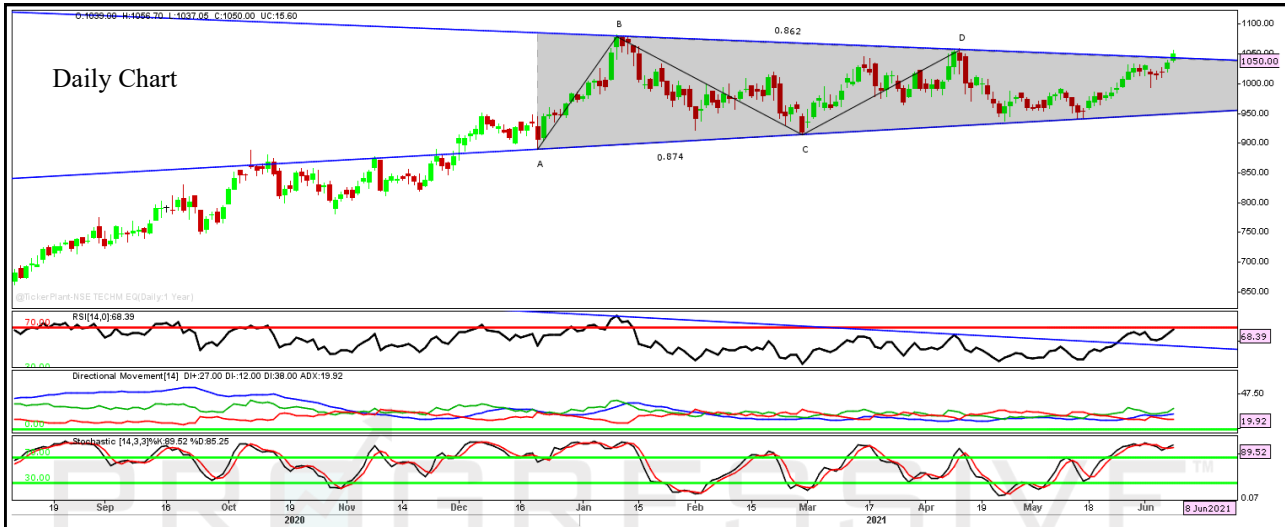 O:1039.00 H:1056.70 L:1037.05 C:1050.00 UC:15.60
B
0.862
D
1100.00
1050.00
1050.00
Daily Chart
1000.00
950.00
900.00
A
0.874
C
850.00
800.00
750.00
700.00
650.00
@TickerPlant-NSE TECHM EQ(Daily:1 Year)
RSI[14,0]:68.39
70.00
68.39
30.00
Directional Movement[14] DI+:27.00 DI-:12.00 DI:38.00 ADX:19.92
47.50
0.00
19.92
Stochastic [14,3,3]%K:89.52 %D:85.25
89.52
30.00
0.07
PROGRESSIVE™
19 Sep 15 Oct 19 Nov 14 Dec 16 Jan 15 Feb 15 Mar 17 Apr 19 May 18 Jun 8 Jun2021
2020 2021